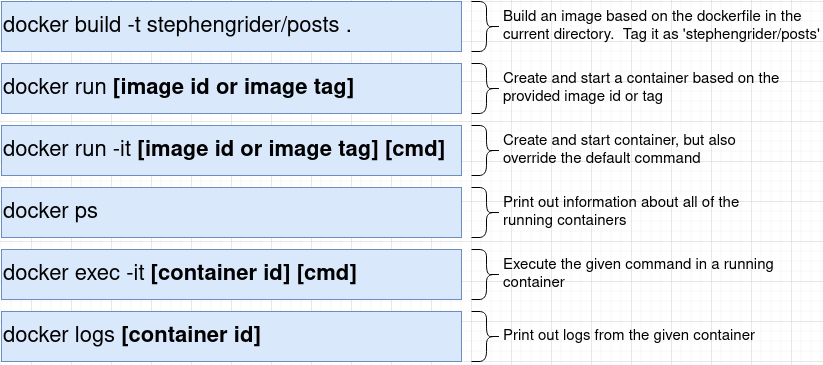 docker build -t stephengrider/posts .
Build an image based on the dockerfile in the
current directory.  Tag it as 'stephengrider/posts'
docker run [image id or image tag]
Create and start a container based on the
provided image id or tag
docker run -it [image id or image tag] [cmd]
Create and start container, but also
override the default command
docker ps
Print out information about all of the
running containers
docker exec -it [container id] [cmd]
Execute the given command in a running
container
docker logs [container id]
Print out logs from the given container